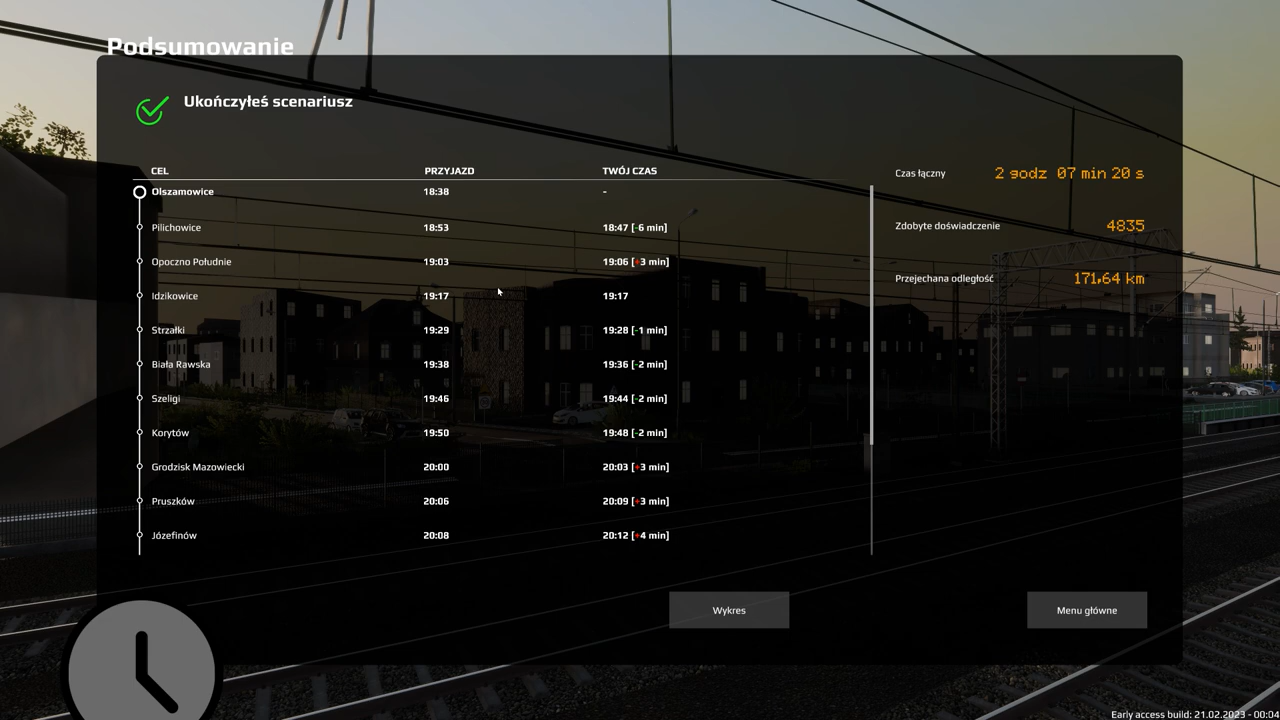 Podsumowanie
Ukończyłeś scenariusz
CEL PRZYJAZD TWÓJ CZAS
Olszamowice 18:38 -
Pilichowice 18:53 18:47 [-6 min]
Opoczno Południe 19:03 19:06 [+3 min]
Idzikowice 19:17 19:17
Strzałki 19:29 19:28 [-1 min]
Biała Rawska 19:38 19:36 [-2 min]
Szeligi 19:46 19:44 [-2 min]
Korytów 19:50 19:48 [-2 min]
Grodzisk Mazowiecki 20:00 20:03 [+3 min]
Pruszków 20:06 20:09 [+3 min]
Józefinów 20:08 20:12 [+4 min]
Czas łączny 2 godz 07 min 20 s
Zdobyte doświadczenie 4835
Przejechana odległość 171,64 km
Wykres
Menu główne
Early access build: 21.02.2023 - 00:04